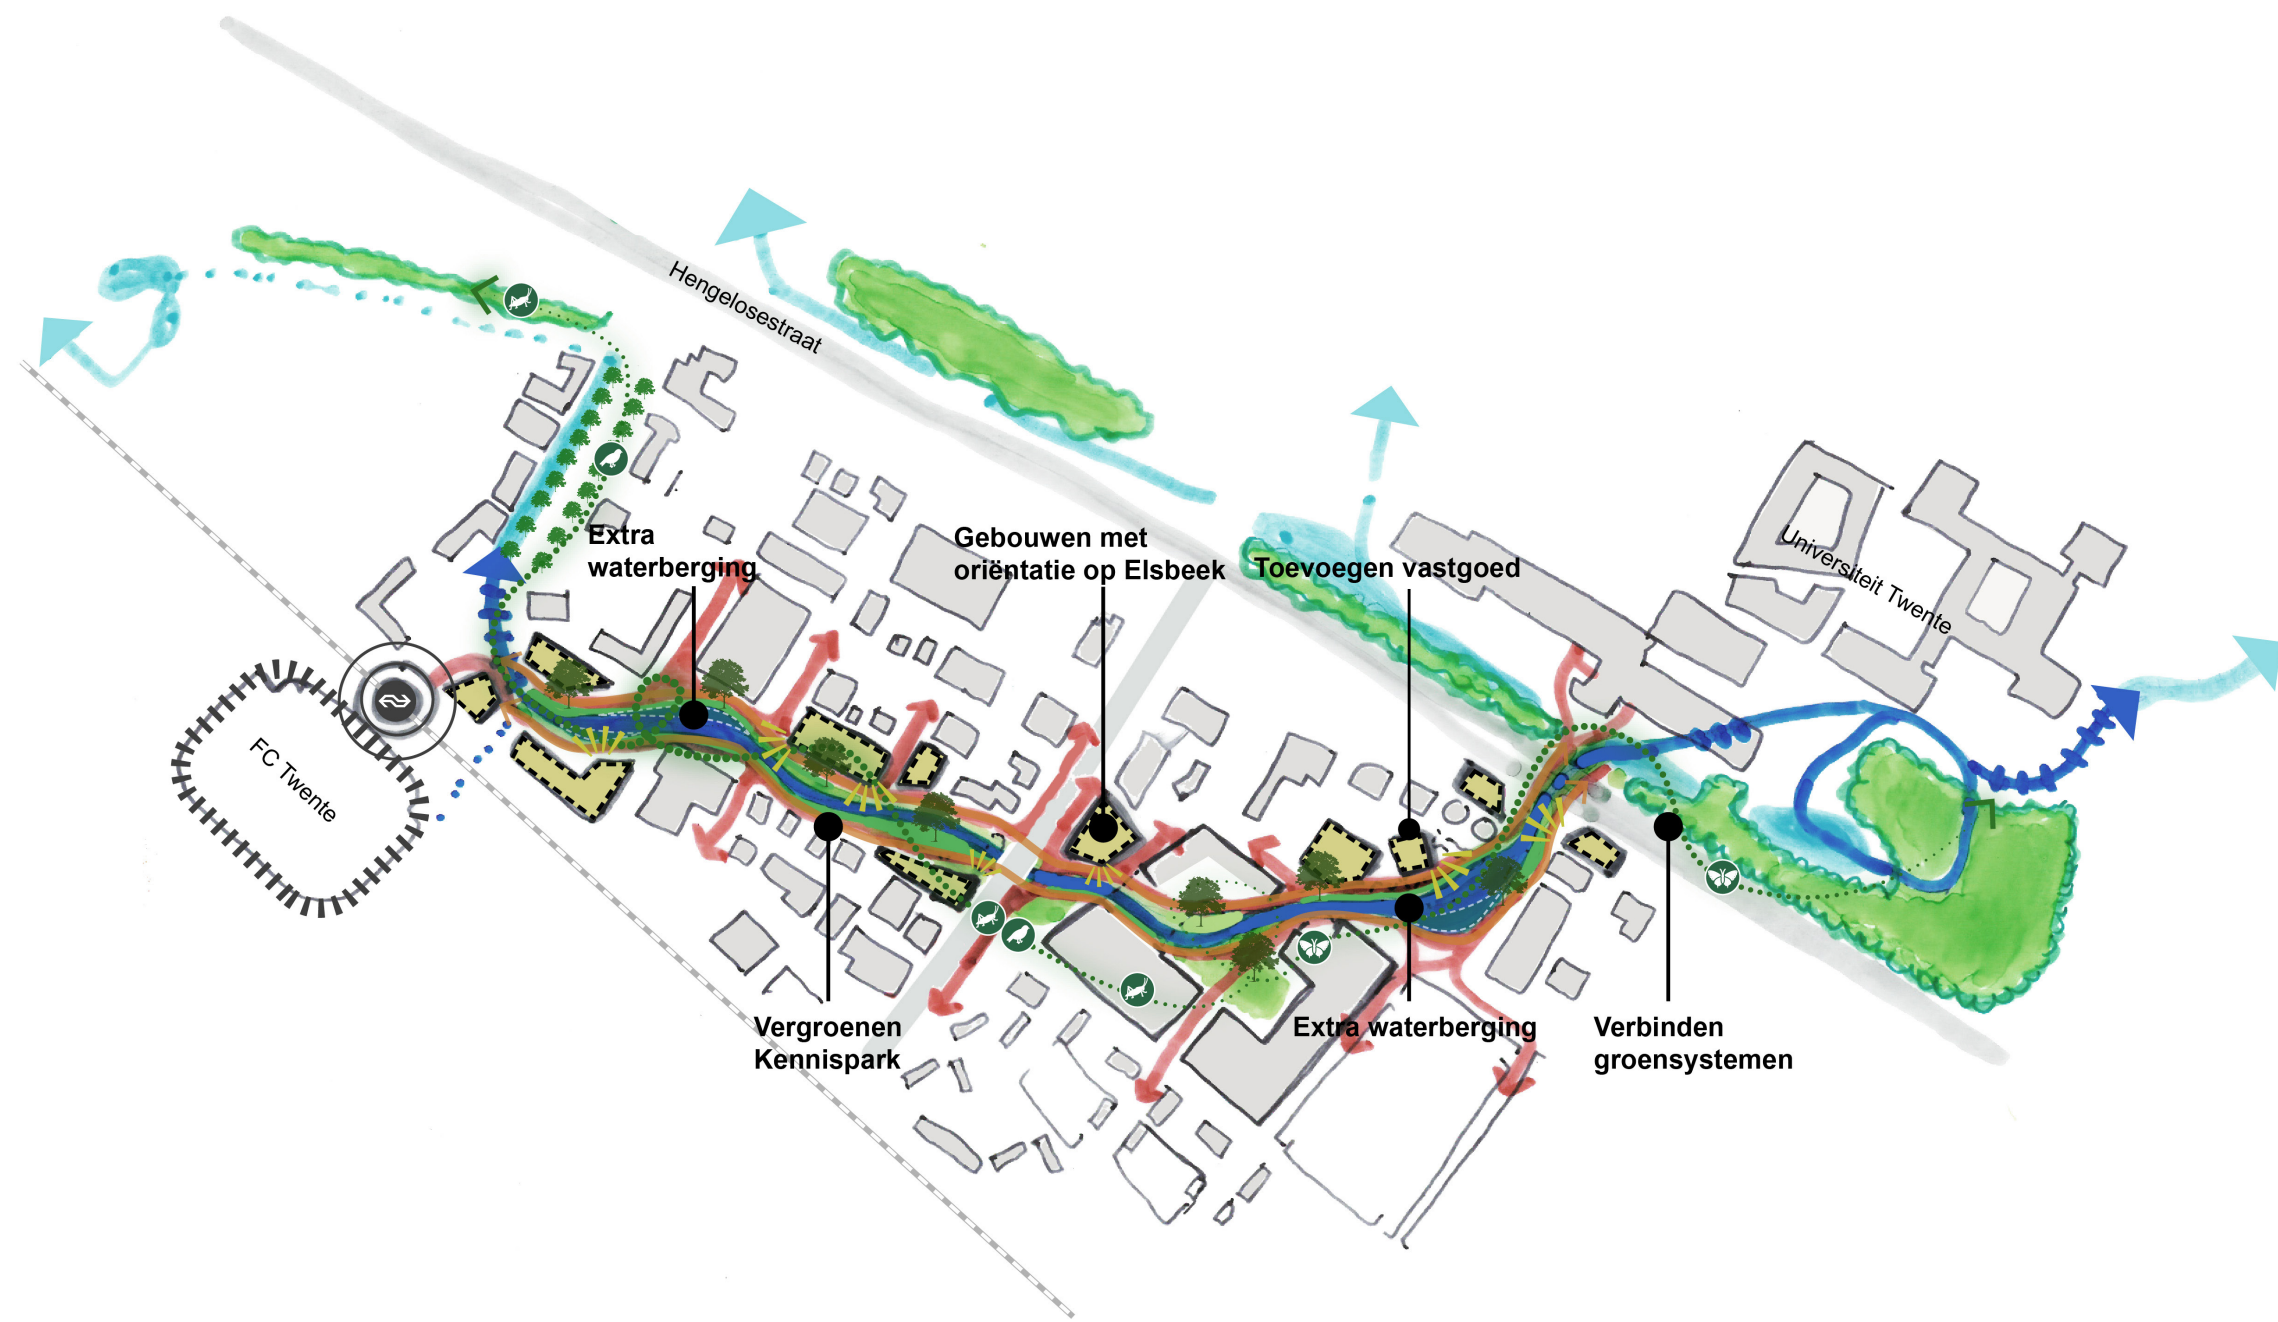 Hengelosestraat
Extra
waterberging
Gebouwen met
oriëntatie op Elsbeek
Toevoegen vastgoed
Universiteit Twente
FC Twente
Vergroenen
Kennispark
Extra waterberging
Verbinden
groensystemen